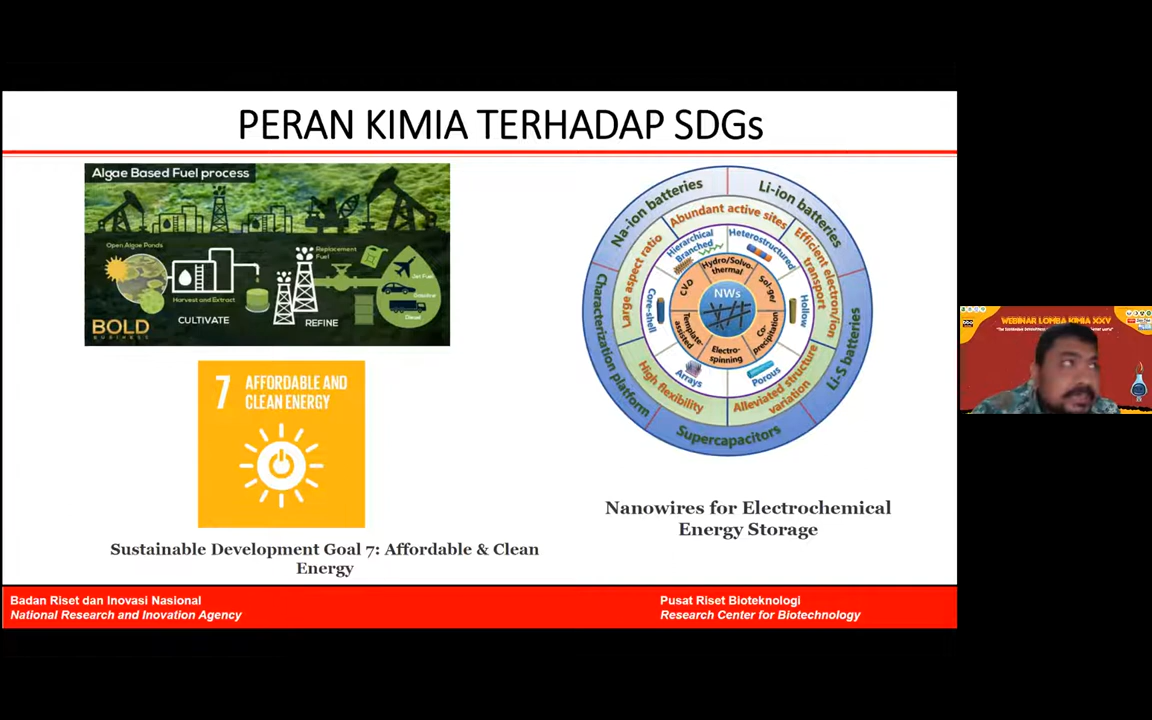 PERAN KIMIA TERHADAP SDGs
Algae Based Fuel process
Open Algae Ponds
Replacement
Fuel
Jet Fuel
Gasoline
Diesel
Harvest and Extract
CULTIVATE
REFINE
BOLD
BUSINESS
7 AFFORDABLE AND
CLEAN ENERGY
Sustainable Development Goal 7: Affordable & Clean
Energy
Na-ion batteries
Li-ion batteries
Li-S batteries
Supercapacitors
Characterization platform
Abundant active sites
Efficient electron/ion
transport
Alleviated structure
variation
High flexibility
Large aspect ratio
Hierarchical
Branched
Heterostructured
Hollow
Porous
Arrays
Core-shell
Hydro/Solvo-
thermal
Sol-gel
Co-
precipitation
Electro-
spinning
Template-
assisted
CVD
NWs
Nanowires for Electrochemical
Energy Storage
Badan Riset dan Inovasi Nasional
National Research and Inovation Agency
Pusat Riset Bioteknologi
Research Center for Biotechnology
WEBINAR LOMBA KIMIA XXV